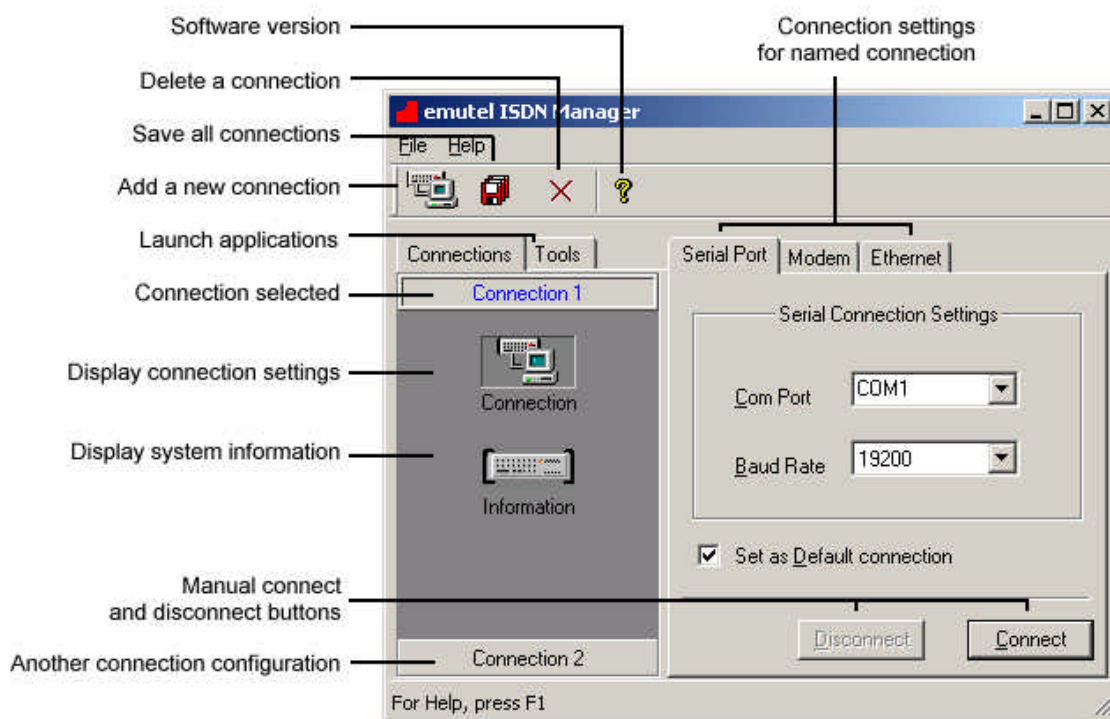 Software version
Connection settings
for named connection
Delete a connection
emutel ISDN Manager
Save all connections
File Help
Add a new connection
Launch applications
Connections Tools
Serial Port Modem Ethernet
Connection selected
Connection 1
Serial Connection Settings
Display connection settings
Connection
Com Port COM1
Display system information
Baud Rate 19200
Information
Set as Default connection
Manual connect
and disconnect buttons
Disconnect Connect
Another connection configuration
Connection 2
For Help, press F1